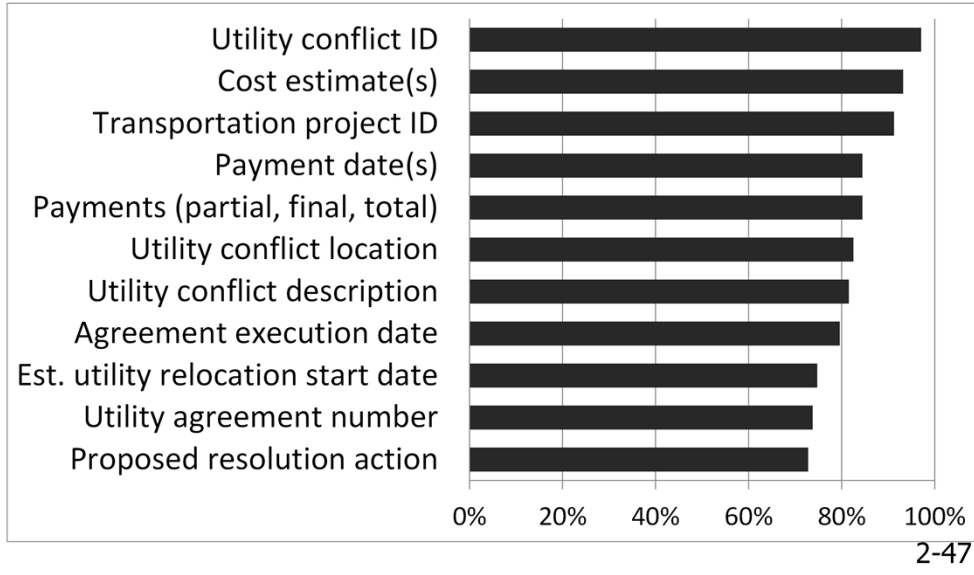 Utility conflict ID
Cost estimate(s)
Transportation project ID
Payment date(s)
Payments (partial, final, total)
Utility conflict location
Utility conflict description
Agreement execution date
Est. utility relocation start date
Utility agreement number
Proposed resolution action
0% 20% 40% 60% 80% 100%
2-47